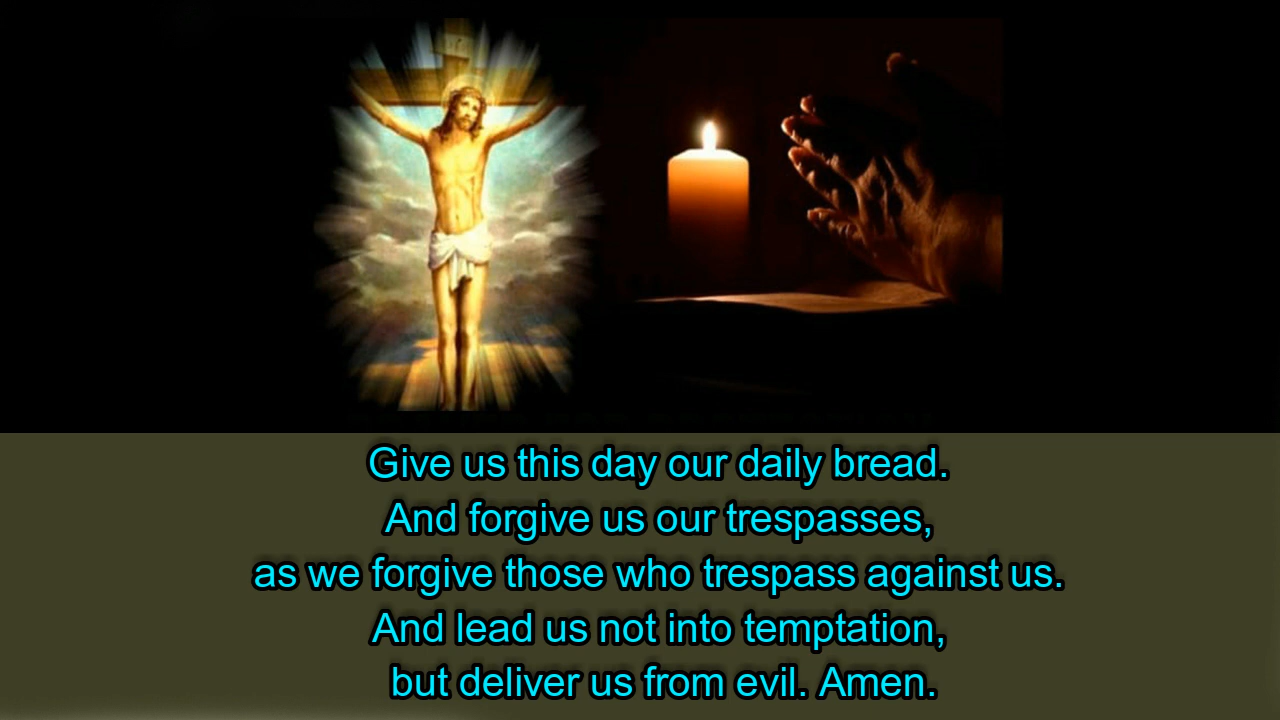 Give us this day our daily bread.
And forgive us our trespasses,
as we forgive those who trespass against us.
And lead us not into temptation,
but deliver us from evil. Amen.